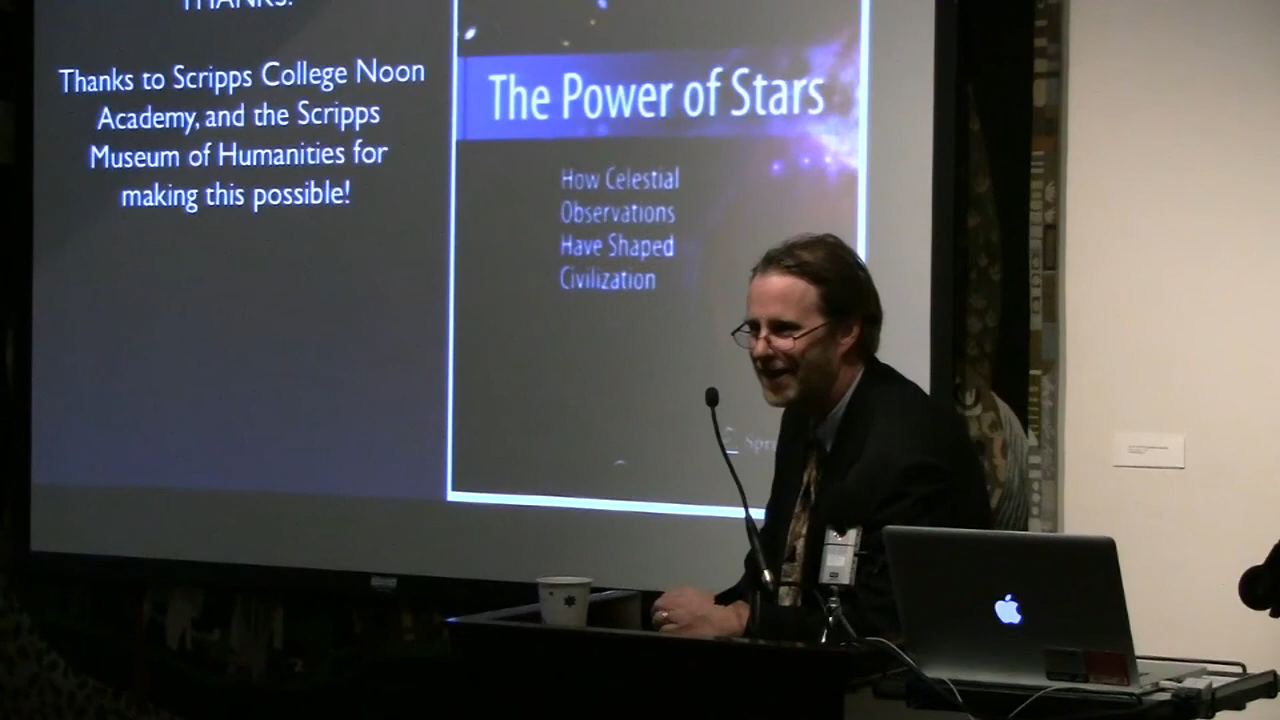 THANKS!
Thanks to Scripps College Noon
Academy, and the Scripps
Museum of Humanities for
making this possible!
The Power of Stars
How Celestial
Observations
Have Shaped
Civilization